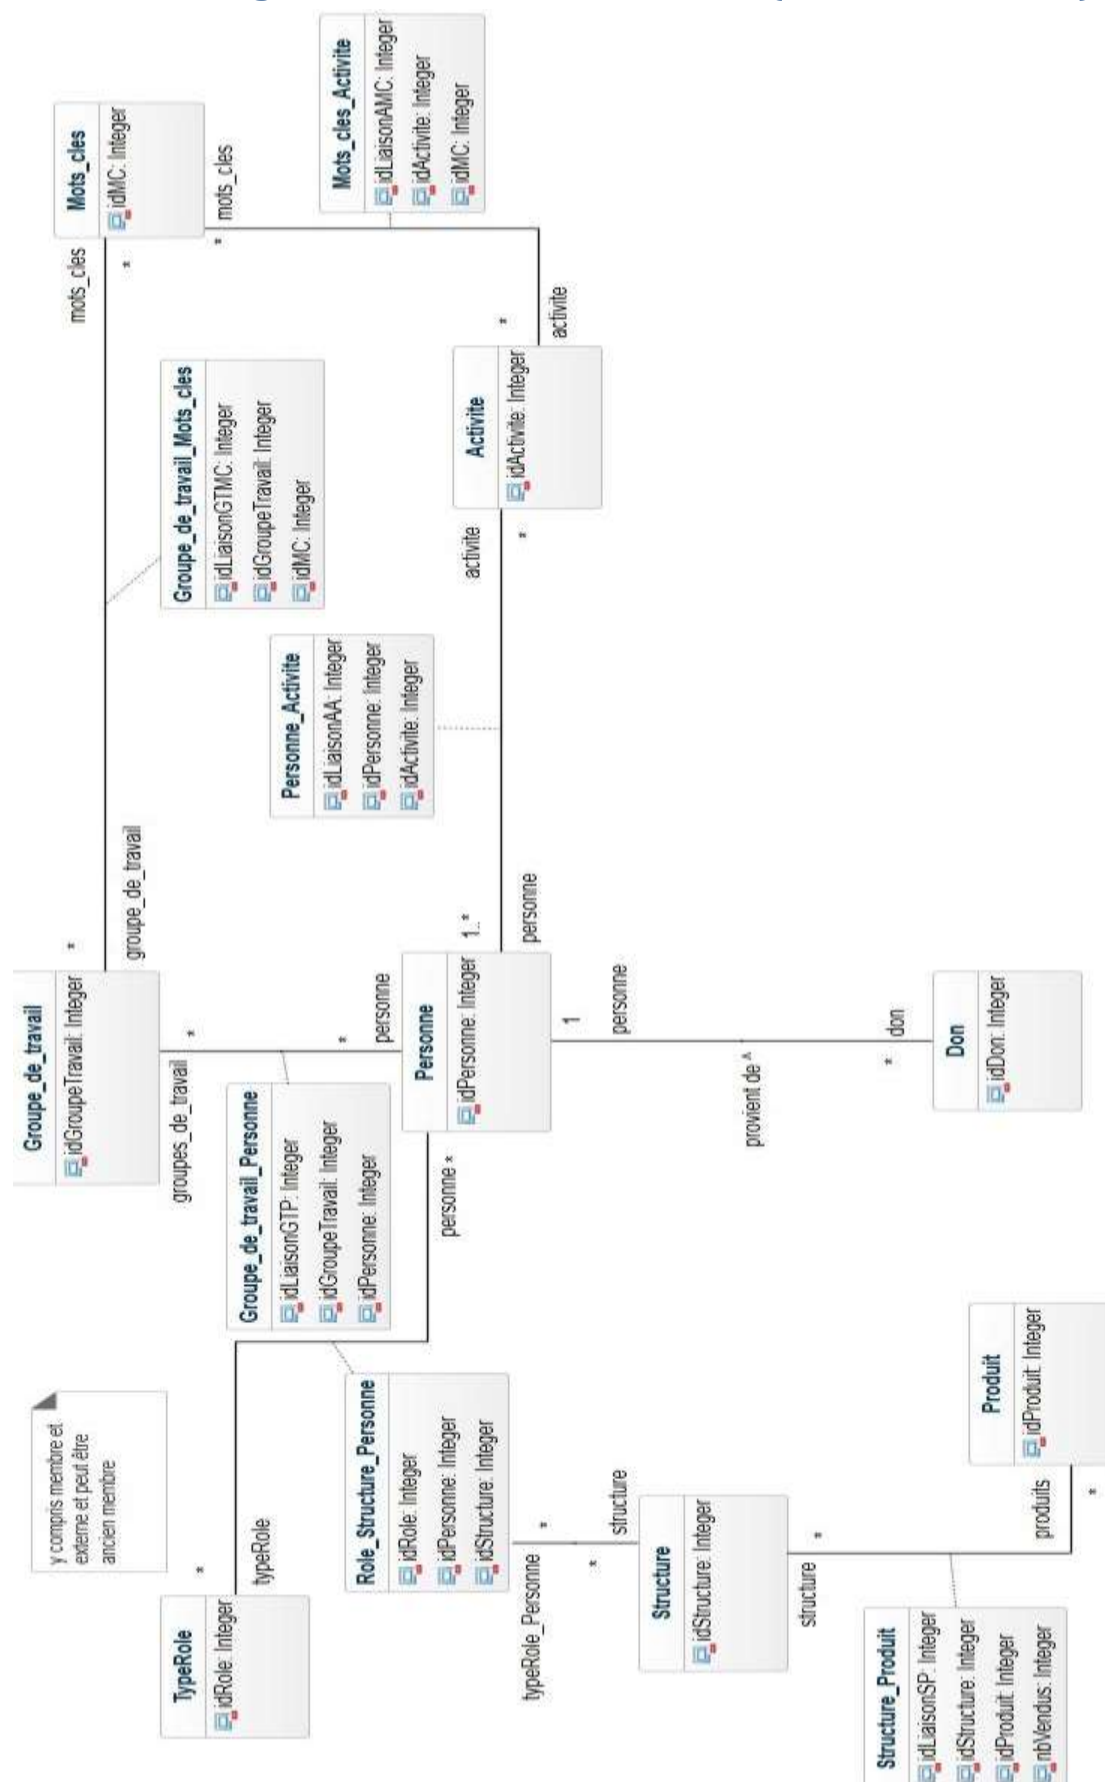 y compris membre et
externe et peut être
ancien membre
TypeRole
idRole: Integer
*
typeRole
Groupe_de_travail
idGroupeTravail: Integer
groupes_de_travail
*
*
groupe_de_travail
mots_cles
*
Mots_cles
idMC: Integer
mots_cles
*
Groupe_de_travail_Mots_cles
idLiaisonGTMC: Integer
idGroupeTravail: Integer
idMC: Integer
Mots_cles_Activite
idLiaisonAMC: Integer
idActivite: Integer
idMC: Integer
Groupe_de_travail_Personne
idLiaisonGTP: Integer
idGroupeTravail: Integer
idPersonne: Integer
*
personne
Personne_Activite
idLiaisonAA: Integer
idPersonne: Integer
idActivite: Integer
Role_Structure_Personne
idRole: Integer
idPersonne: Integer
idStructure: Integer
personne *
Personne
idPersonne: Integer
1..*
personne
activite
*
Activite
idActivite: Integer
*
activite
typeRole_Personne
*
*
structure
Structure
idStructure: Integer
1
personne
provient de ^
*
don
Don
idDon: Integer
structure
*
Structure_Produit
idLiaisonSP: Integer
idStructure: Integer
idProduit: Integer
nbVendus: Integer
produits
*
Produit
idProduit: Integer